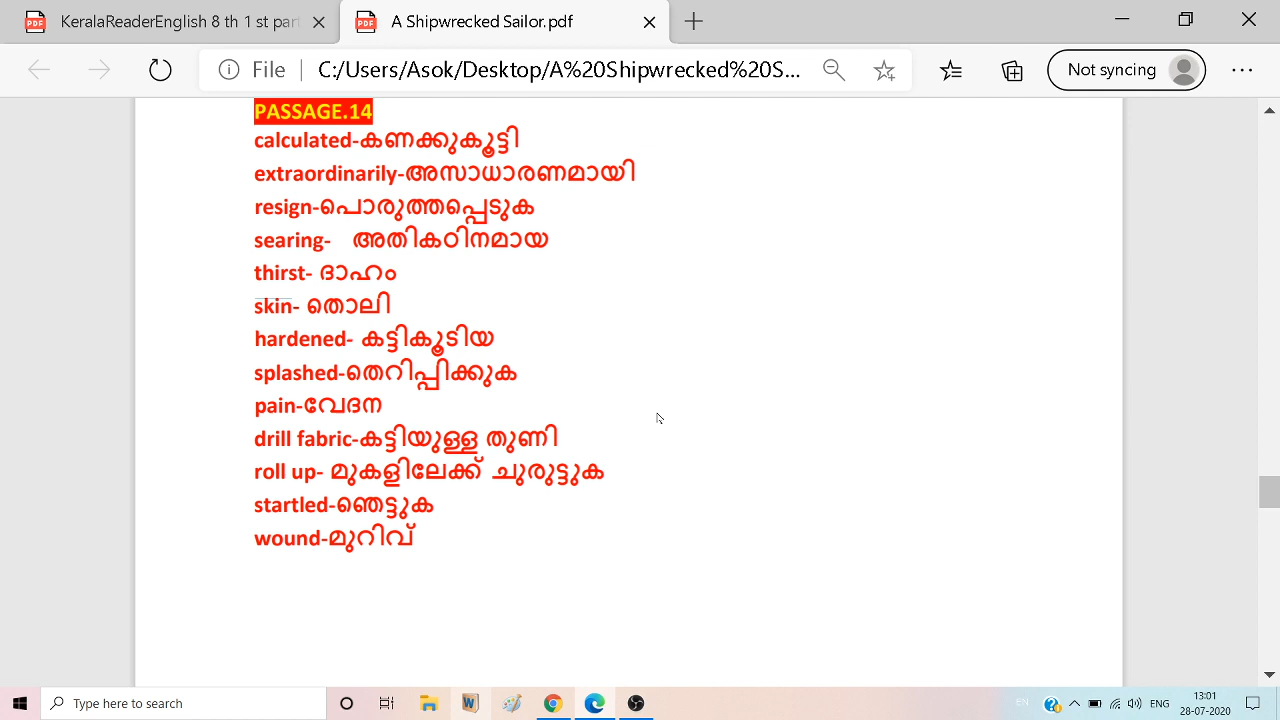 KeralaReaderEnglish 8 th 1 st part
A Shipwrecked Sailor.pdf
File
C:/Users/Asok/Desktop/A%20Shipwrecked%20S...
Not syncing
PASSAGE.14
calculated-കണക്കുകൂട്ടി
extraordinarily-അസാധാരണമായി
resign-പൊരുത്തപ്പെടുക
searing- അതികഠിനമായ
thirst- ദാഹം
skin- തൊലി
hardened- കട്ടികൂടിയ
splashed-തെറിപ്പിക്കുക
pain-വേദന
drill fabric-കട്ടിയുള്ള തുണി
roll up- മുകളിലേക്ക് ചുരുട്ടുക
startled-ഞെട്ടുക
wound-മുറിവ്
Type here to search
EN
ENG
13:01
28-07-2020